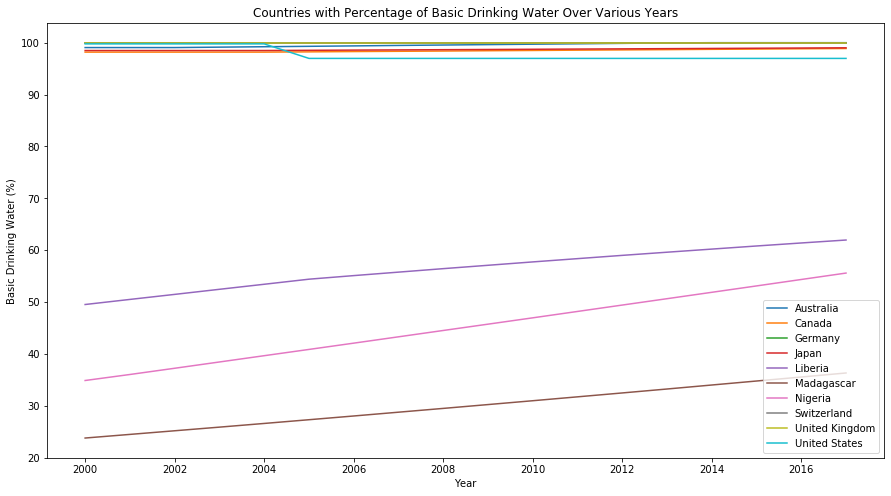 Countries with Percentage of Basic Drinking Water Over Various Years
Basic Drinking Water (%)
100
90
80
70
60
50
40
30
20
2000
2002
2004
2006
2008
2010
2012
2014
2016
Year
Australia
Canada
Germany
Japan
Liberia
Madagascar
Nigeria
Switzerland
United Kingdom
United States